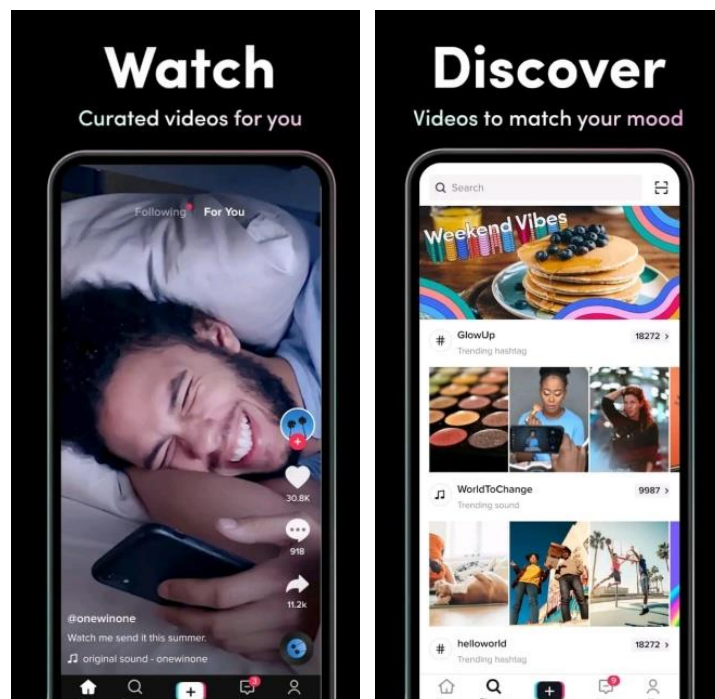 Watch
Curated videos for you
Following
For You
30.8K
918
11.2k
@onewinone
Watch me send it this summer.
original sound - onewinone
3
Discover
Videos to match your mood
Search
Weekend Vibes
# GlowUp
18272 >
Trending hashtag
WorldToChange
9987 >
Trending sound
# helloworld
18272 >
Trending hashtag
9